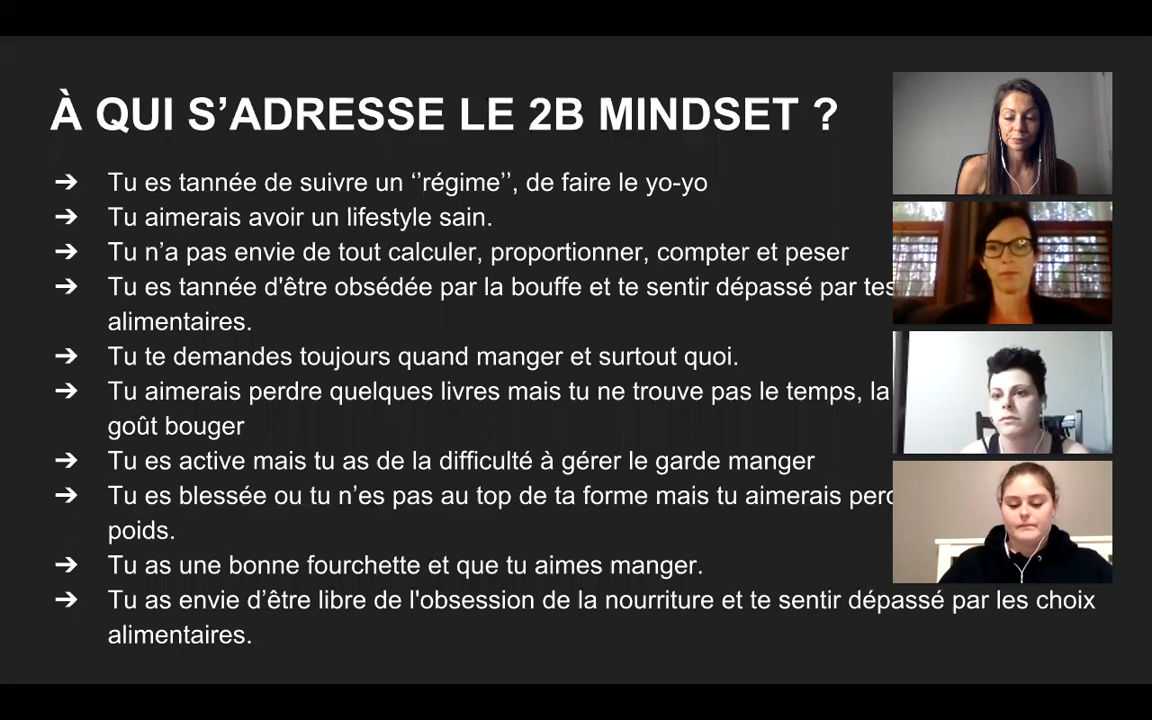 À QUI S’ADRESSE LE 2B MINDSET ?
➔ Tu es tannée de suivre un ‘’régime’’, de faire le yo-yo
➔ Tu aimerais avoir un lifestyle sain.
➔ Tu n’a pas envie de tout calculer, proportionner, compter et peser
➔ Tu es tannée d'être obsédée par la bouffe et te sentir dépassé par tes
alimentaires.
➔ Tu te demandes toujours quand manger et surtout quoi.
➔ Tu aimerais perdre quelques livres mais tu ne trouve pas le temps, la
goût bouger
➔ Tu es active mais tu as de la difficulté à gérer le garde manger
➔ Tu es blessée ou tu n’es pas au top de ta forme mais tu aimerais
poids.
➔ Tu as une bonne fourchette et que tu aimes manger.
➔ Tu as envie d’être libre de l'obsession de la nourriture et te sentir dépassé par les choix
alimentaires.